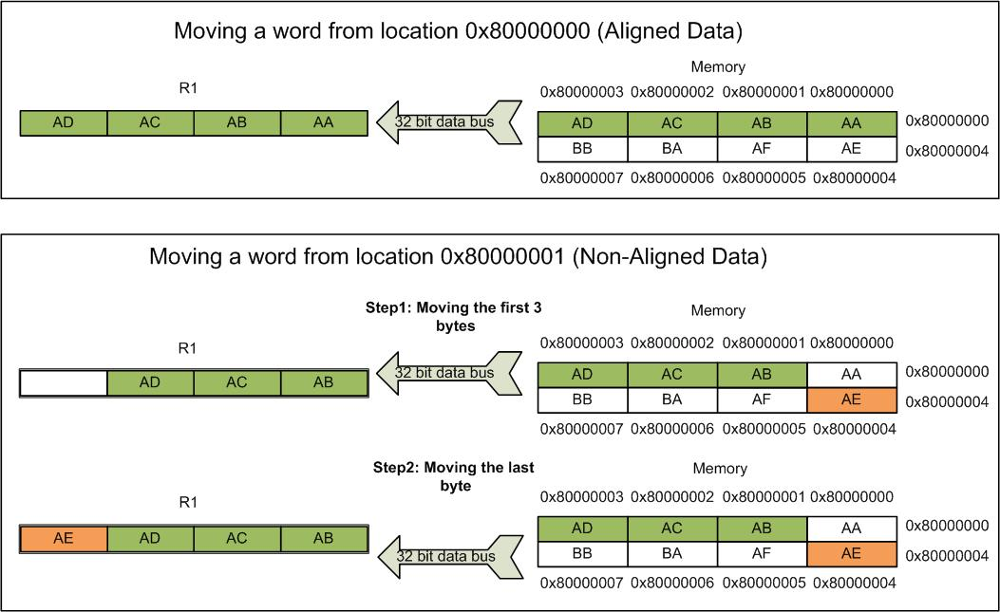 Moving a word from location 0x80000000 (Aligned Data)
Memory
R1
0x80000003 0x80000002 0x80000001 0x80000000
AD AC AB AA
32 bit data bus
AD AC AB AA
0x80000000
BB BA AF AE
0x80000004
0x80000007 0x80000006 0x80000005 0x80000004
Moving a word from location 0x80000001 (Non-Aligned Data)
Step1: Moving the first 3
bytes
Memory
R1
0x80000003 0x80000002 0x80000001 0x80000000
AD AC AB
32 bit data bus
AD AC AB AA
0x80000000
BB BA AF AE
0x80000004
0x80000007 0x80000006 0x80000005 0x80000004
Step2: Moving the last
byte
Memory
R1
0x80000003 0x80000002 0x80000001 0x80000000
AE AD AC AB
32 bit data bus
AD AC AB AA
0x80000000
BB BA AF AE
0x80000004
0x80000007 0x80000006 0x80000005 0x80000004